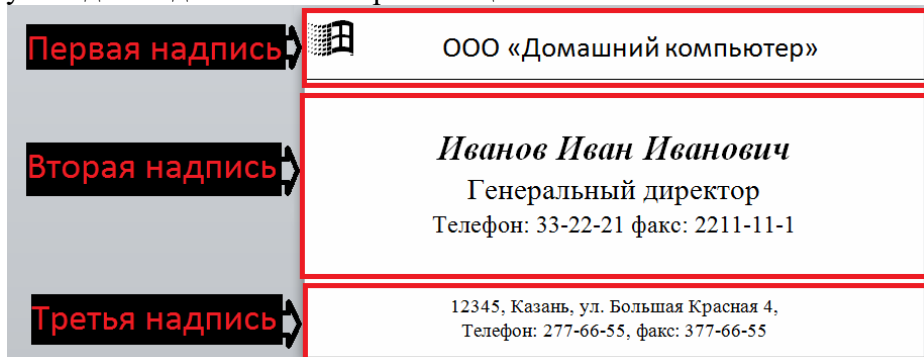 Первая надпись
ООО «Домашний компьютер»
Вторая надпись
Иванов Иван Иванович
Генеральный директор
Телефон: 33-22-21 факс: 2211-11-1
Третья надпись
12345, Казань, ул. Большая Красная 4,
Телефон: 277-66-55, факс: 377-66-55